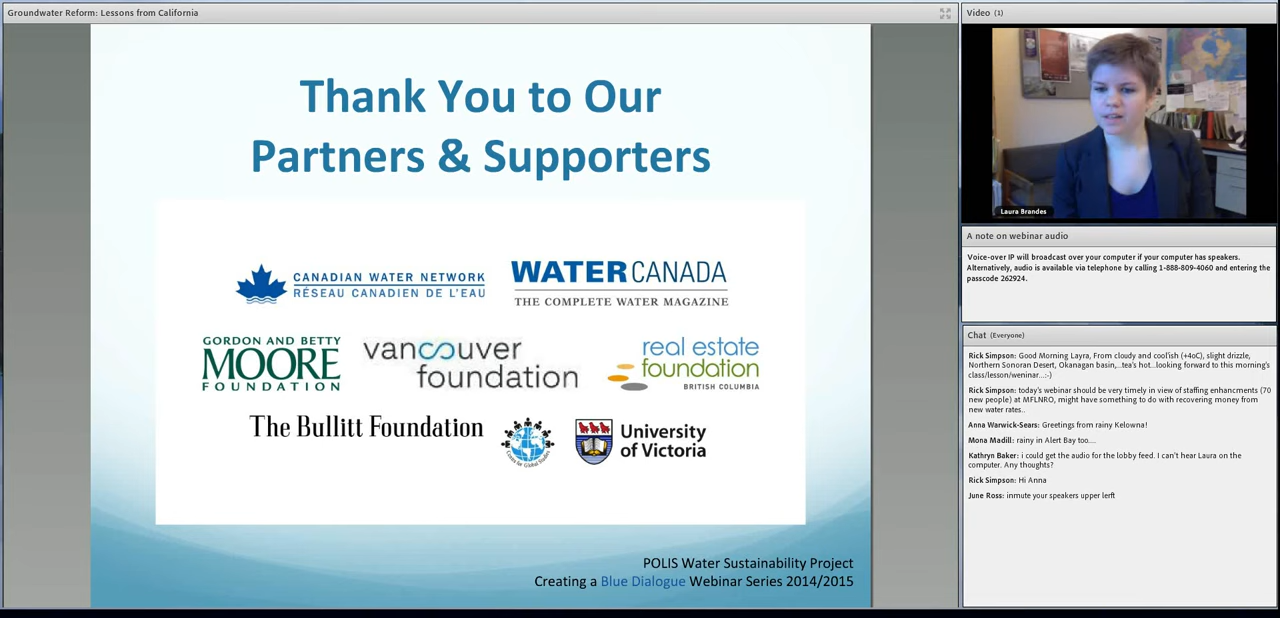 Groundwater Reform: Lessons from California
Thank You to Our
Partners & Supporters
CANADIAN WATER NETWORK
RÉSEAU CANADIEN DE L'EAU
WATERCANADA
THE COMPLETE WATER MAGAZINE
GORDON AND BETTY
MOORE
FOUNDATION
vancouver
foundation
real estate
foundation
BRITISH COLUMBIA
The Bullitt Foundation
Centre for Global Studies
University
of Victoria
POLIS Water Sustainability Project
Creating a Blue Dialogue Webinar Series 2014/2015
Video (1)
Laura Brandes
A note on webinar audio
Voice-over IP will broadcast over your computer if your computer has speakers.
Alternatively, audio is available via telephone by calling 1-888-809-4060 and entering the
passcode 262924.
Chat (Everyone)
Rick Simpson: Good Morning Layra, From cloudy and cool'ish (+4oC), slight drizzle,
Northern Sonoran Desert, Okanagan basin,...tea's hot...looking forward to this morning's
class/lesson/weninar...:-)
Rick Simpson: today's webinar should be very timely in view of staffing enhancments (70
new people) at MFLNRO, might have something to do with recovering money from
new water rates..
Anna Warwick-Sears: Greetings from rainy Kelowna!
Mona Madill: rainy in Alert Bay too....
Kathryn Baker: i could get the audio for the lobby feed. I can't hear Laura on the
computer. Any thoughts?
Rick Simpson: Hi Anna
June Ross: inmute your speakers upper lerft